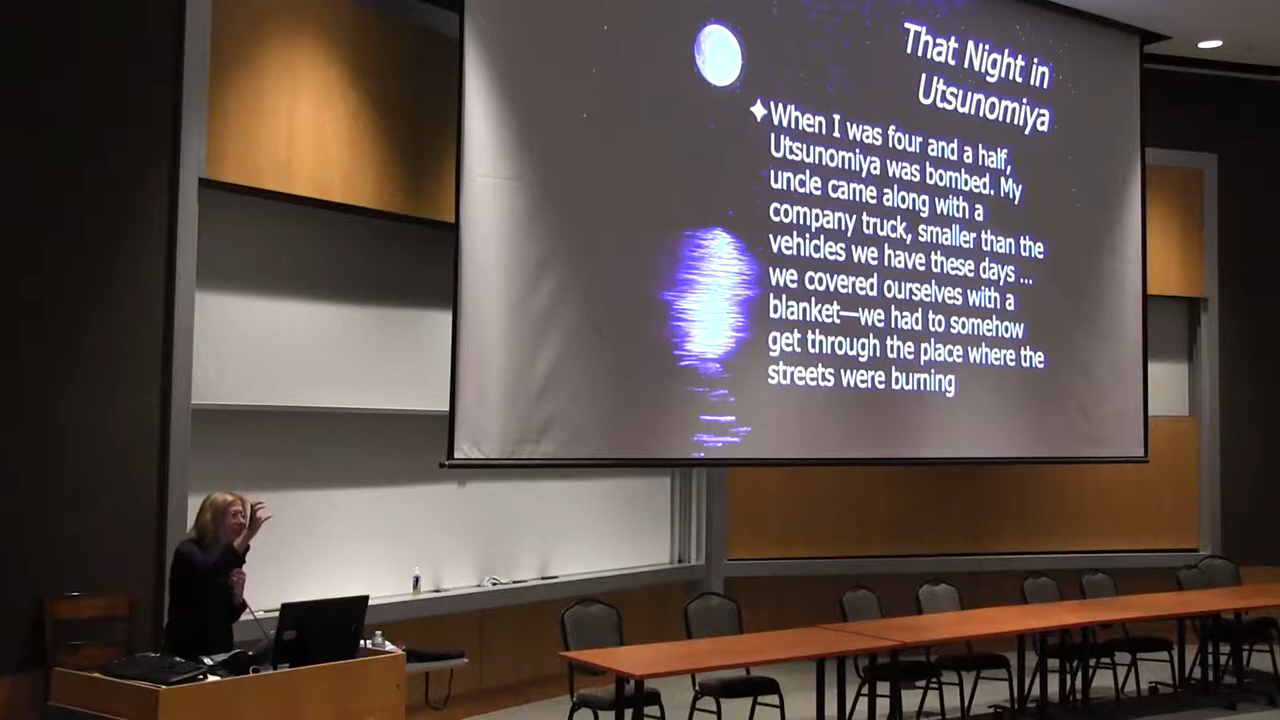 That Night in
Utsunomiya
When I was four and a half,
Utsunomiya was bombed. My
uncle came along with a
company truck, smaller than the
vehicles we have these days ...
we covered ourselves with a
blanket—we had to somehow
get through the place where the
streets were burning